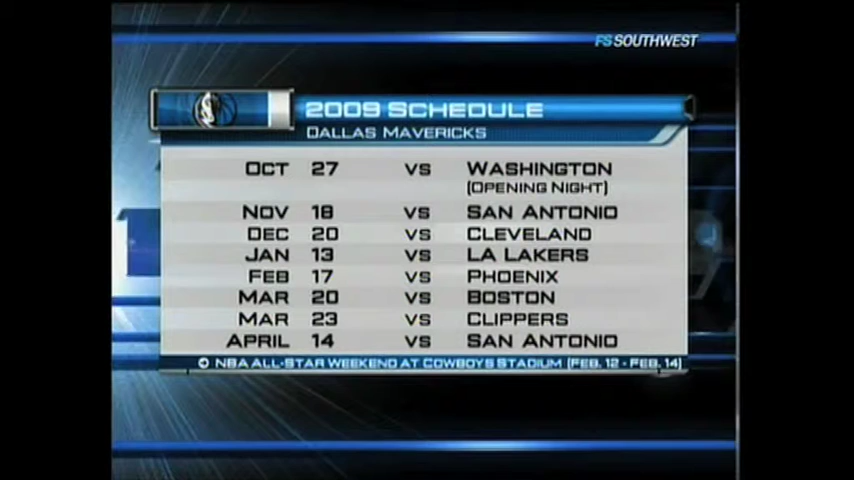 FS SOUTHWEST
2009 SCHEDULE
DALLAS MAVERICKS
OCT 27 VS WASHINGTON
(OPENING NIGHT)
NOV 18 VS SAN ANTONIO
DEC 20 VS CLEVELAND
JAN 13 VS LA LAKERS
FEB 17 VS PHOENIX
MAR 20 VS BOSTON
MAR 23 VS CLIPPERS
APRIL 14 VS SAN ANTONIO
NBA ALL-STAR WEEKEND AT COWBOYS STADIUM (FEB. 12 - FEB. 14)